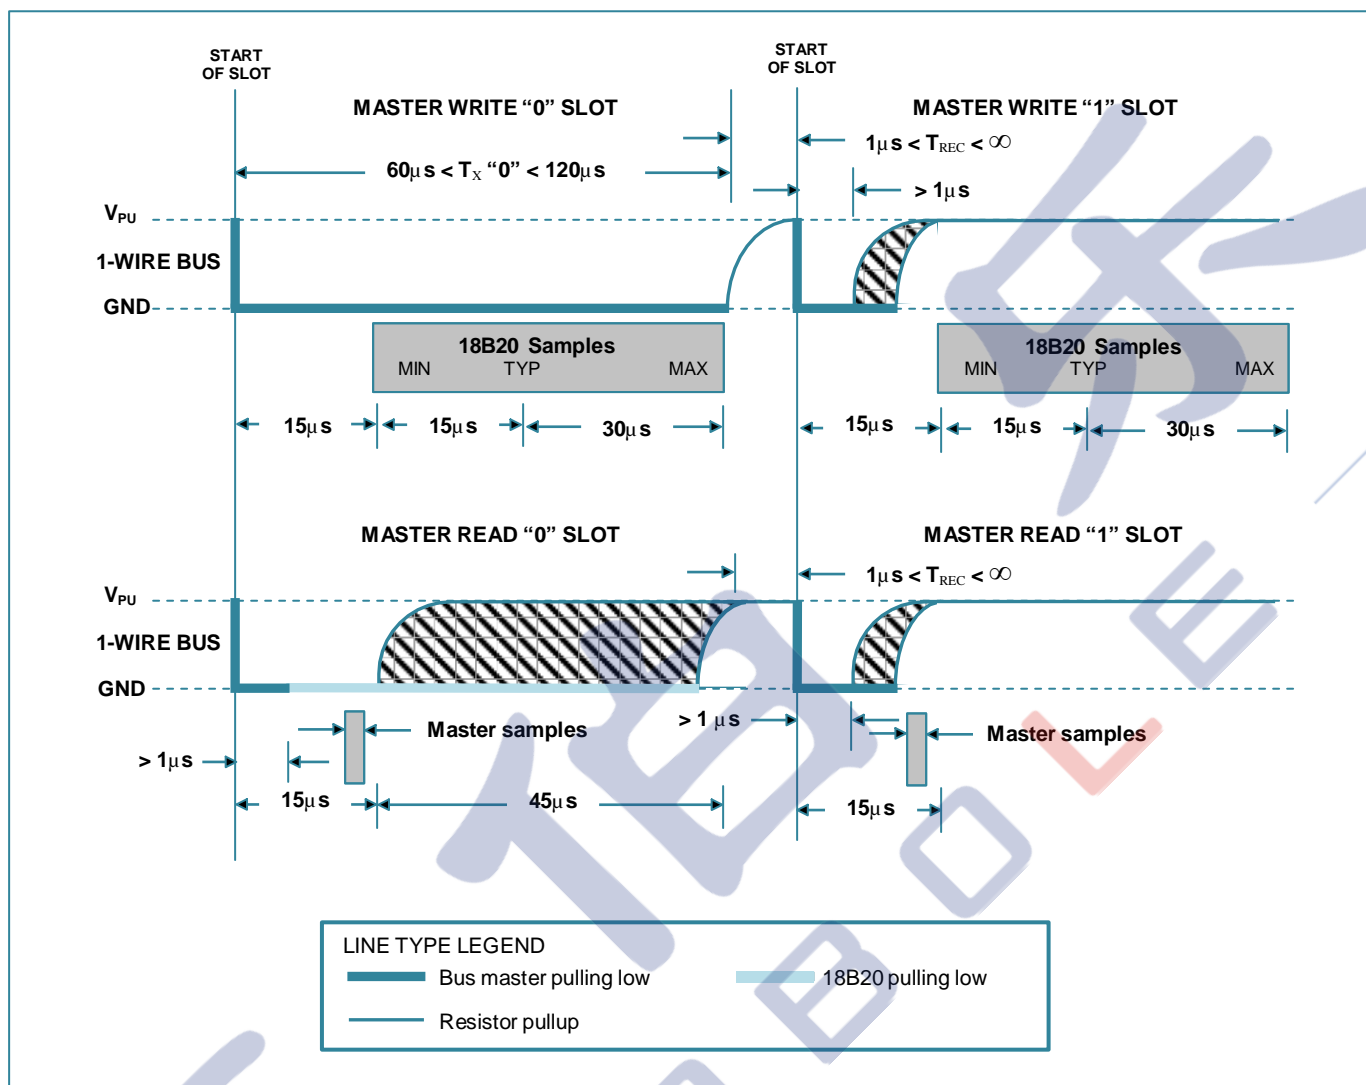 START
OF SLOT
START
OF SLOT
MASTER WRITE “0” SLOT
MASTER WRITE “1” SLOT
1μs < TREC < ∞
60μs < TX “0” < 120μs
> 1μs
VPU
1-WIRE BUS
GND
18B20 Samples
MIN TYP MAX
18B20 Samples
MIN TYP MAX
15μs 15μs 30μs
15μs 15μs 30μs
MASTER READ “0” SLOT
MASTER READ “1” SLOT
1μs < TREC < ∞
VPU
1-WIRE BUS
GND
> 1 μs
Master samples
Master samples
> 1μs
15μs 45μs
15μs
LINE TYPE LEGEND
Bus master pulling low
18B20 pulling low
Resistor pullup
BOLE